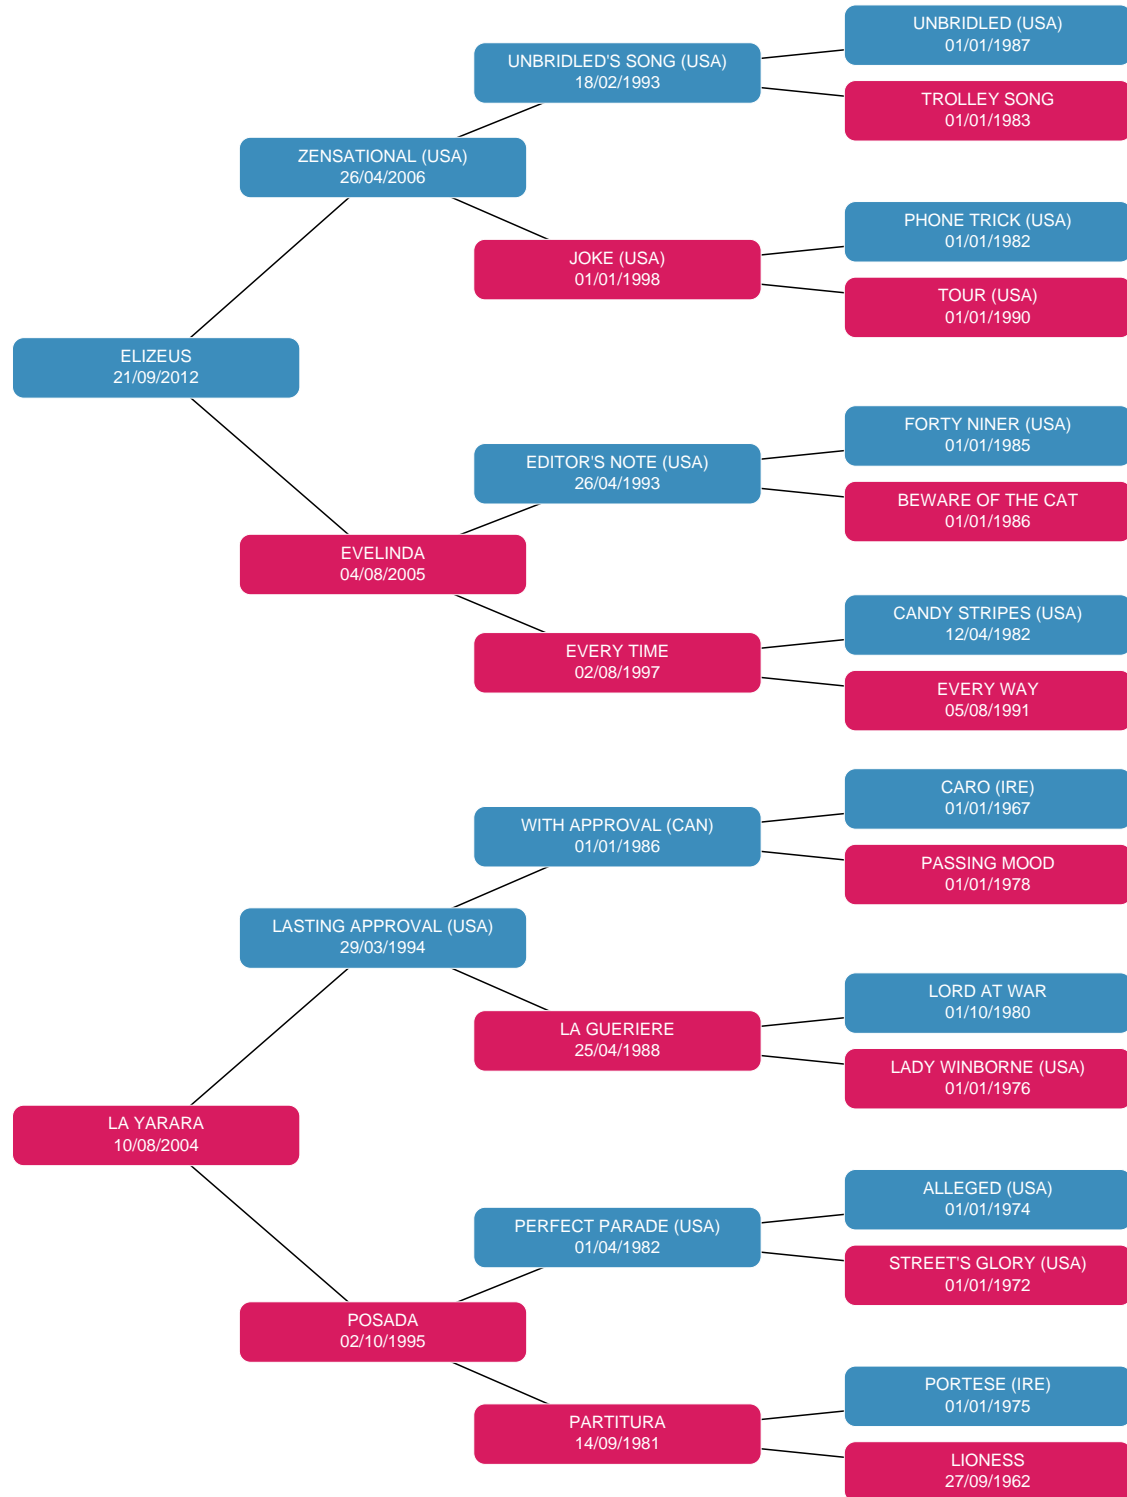 UNBRIDLED (USA)
01/01/1987
UNBRIDLED'S SONG (USA)
18/02/1993
TROLLEY SONG
01/01/1983
ZENSATIONAL (USA)
26/04/2006
PHONE TRICK (USA)
01/01/1982
JOKE (USA)
01/01/1998
TOUR (USA)
01/01/1990
ELIZEUS
21/09/2012
FORTY NINER (USA)
01/01/1985
EDITOR'S NOTE (USA)
26/04/1993
BEWARE OF THE CAT
01/01/1986
EVELINDA
04/08/2005
CANDY STRIPES (USA)
12/04/1982
EVERY TIME
02/08/1997
EVERY WAY
05/08/1991
CARO (IRE)
01/01/1967
WITH APPROVAL (CAN)
01/01/1986
PASSING MOOD
01/01/1978
LASTING APPROVAL (USA)
29/03/1994
LORD AT WAR
01/10/1980
LA GUERIERE
25/04/1988
LADY WINBORNE (USA)
01/01/1976
LA YARARA
10/08/2004
ALLEGED (USA)
01/01/1974
PERFECT PARADE (USA)
01/04/1982
STREET'S GLORY (USA)
01/01/1972
POSADA
02/10/1995
PORTESE (IRE)
01/01/1975
PARTITURA
14/09/1981
LIONESS
27/09/1962